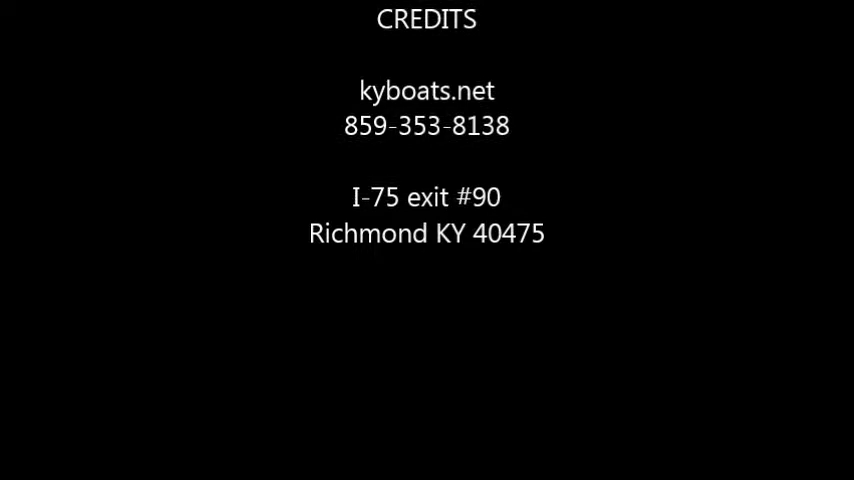 CREDITS
kyboats.net
859-353-8138
I-75 exit #90
Richmond KY 40475